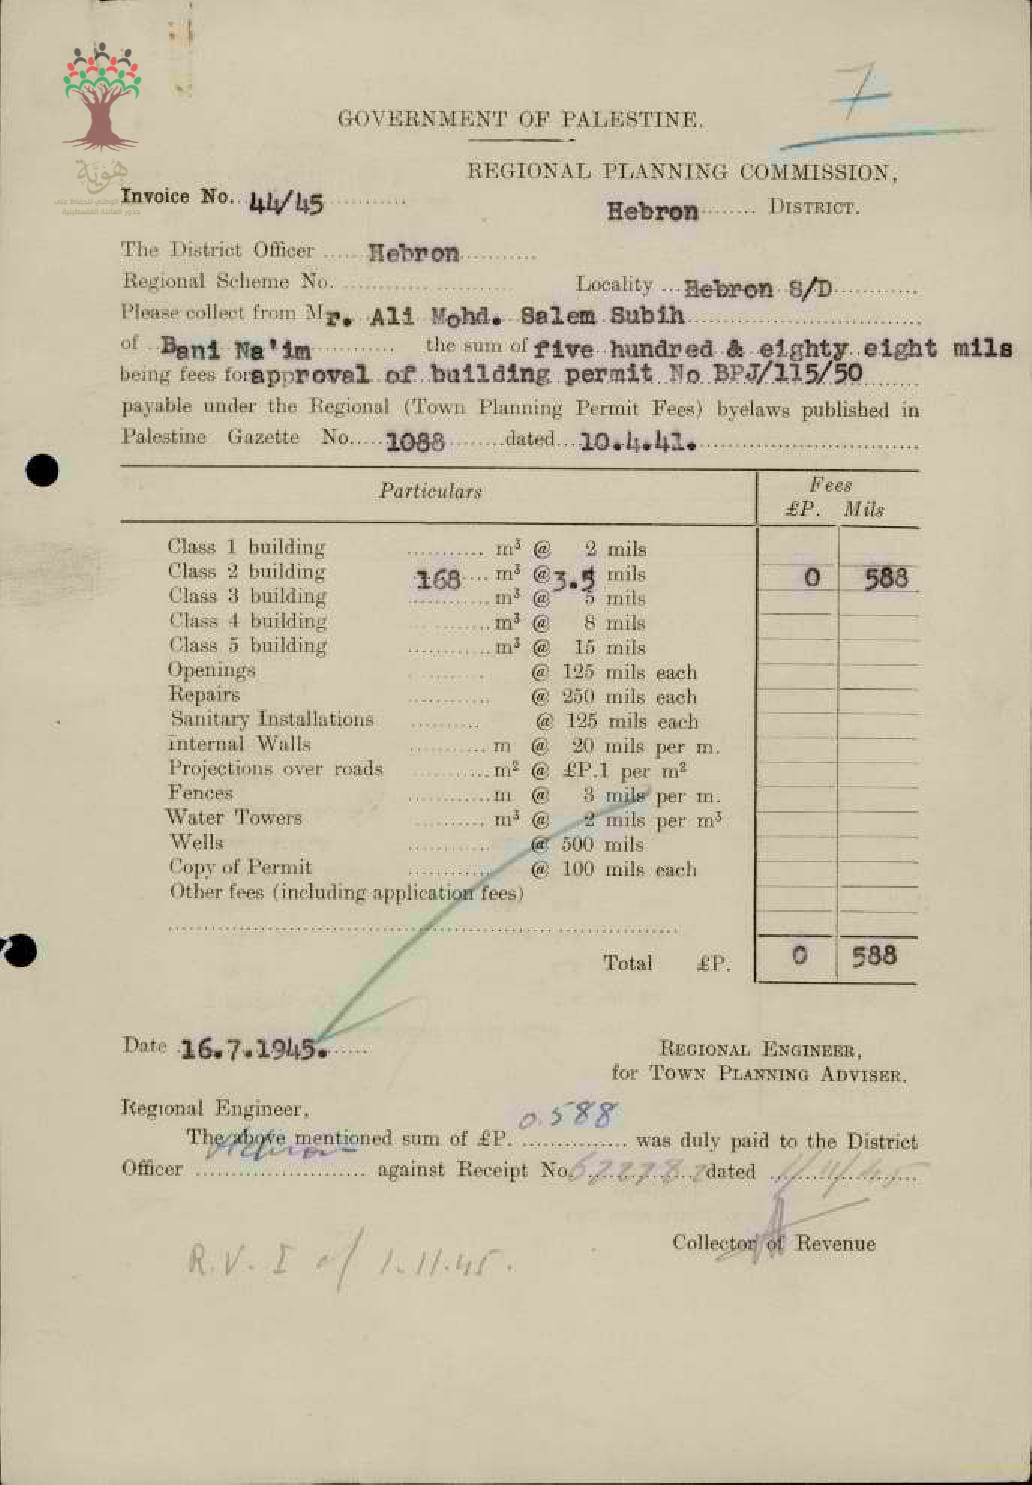 7
GOVERNMENT OF PALESTINE.
هوية
REGIONAL PLANNING COMMISSION,
Invoice No.. 44/45 ............
Hebron ........ DISTRICT.
The District Officer ...... Hebron ............
Regional Scheme No. ........................ Locality ... Hebron S/D ............
Please collect from Mr. Ali Mohd. Salem Subih ........................
of Bani Na'im ............ the sum of five hundred & eighty eight mils
being fees for approval of building permit No BPJ/115/50 .......
payable under the Regional (Town Planning Permit Fees) byelaws published in
Palestine Gazette No..... 1088 ........ dated... 10.4.41. ........................
Particulars Fees
£P. Mils
Class 1 building ........... m³ @ 2 mils
Class 2 building 168 .... m³ @ 3.5 mils 0 588
Class 3 building ............ m³ @ 5 mils
Class 4 building ............ m³ @ 8 mils
Class 5 building ............ m³ @ 15 mils
Openings ........... @ 125 mils each
Repairs ............ @ 250 mils each
Sanitary Installations .......... @ 125 mils each
Internal Walls ........... m @ 20 mils per m.
Projections over roads ........... m² @ £P.1 per m²
Fences ............ m @ 3 mils per m.
Water Towers .......... m³ @ 2 mils per m³
Wells ............ @ 500 mils
Copy of Permit ............ @ 100 mils each
Other fees (including application fees)
........................................................................
Total £P. 0 588
Date .16.7.1945. ......
REGIONAL ENGINEER,
for TOWN PLANNING ADVISER.
Regional Engineer,
The above mentioned sum of £P. 0.588 was duly paid to the District
Officer Hebron against Receipt No. dated 1/11/45
Collector of Revenue
R.V. I of 1.11.45.